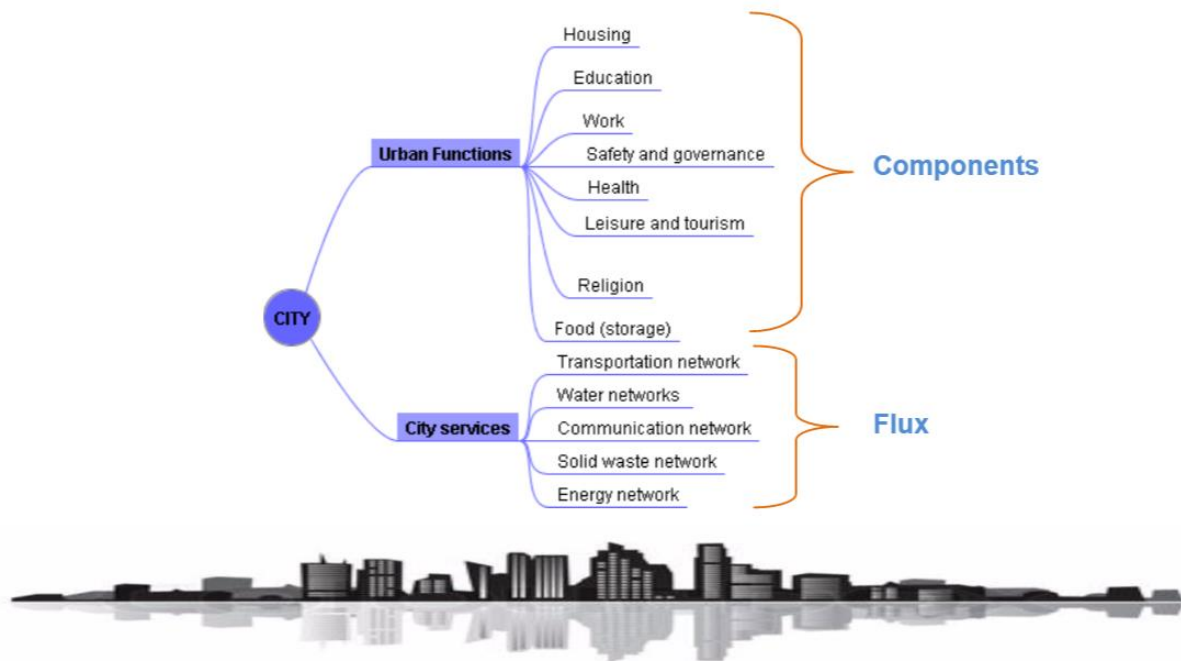 Housing
Education
Work
Urban Functions
Safety and governance
Components
Health
Leisure and tourism
Religion
CITY
Food (storage)
Transportation network
Water networks
City services
Communication network
Flux
Solid waste network
Energy network